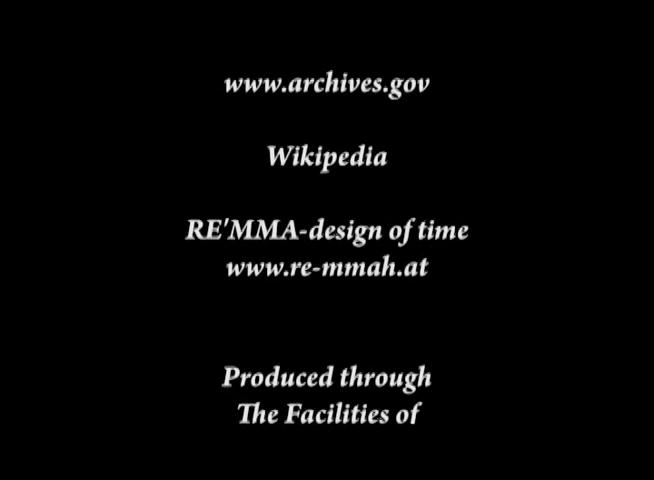 www.archives.gov
Wikipedia
RE'MMA-design of time
www.re-mmah.at
Produced through
The Facilities of